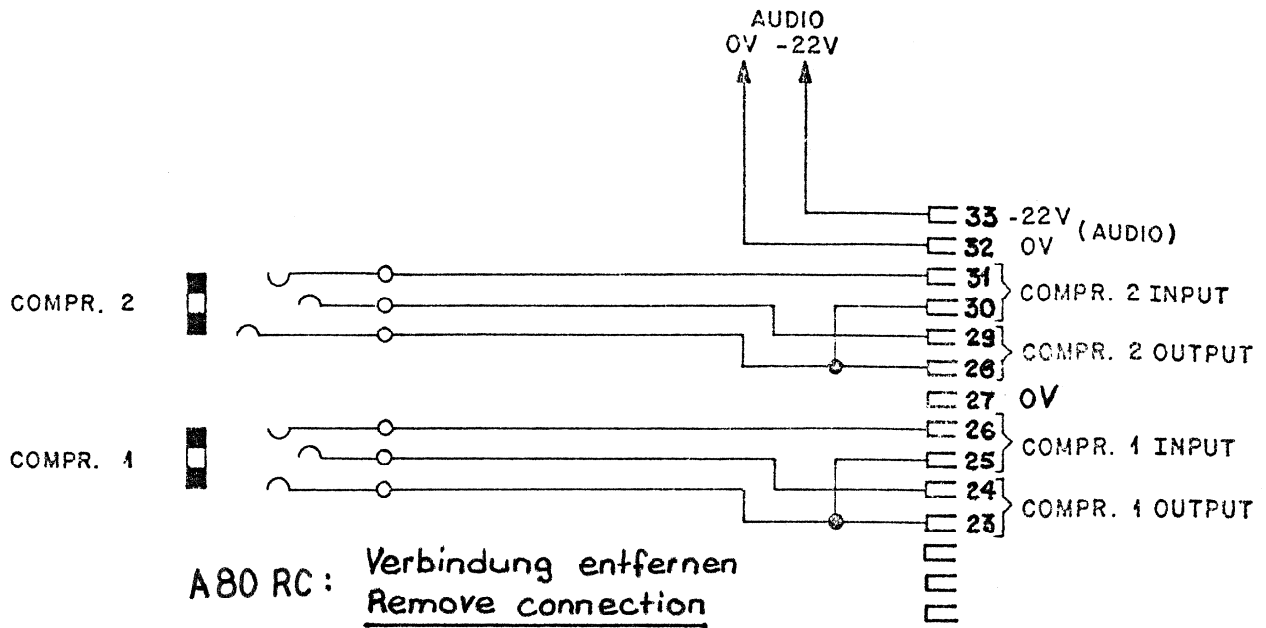 AUDIO
0V -22V
33 -22V
(AUDIO)
32 0V
31
COMPR. 2 INPUT
30
COMPR. 2
29
COMPR. 2 OUTPUT
28
27 0V
26
COMPR. 1 INPUT
25
COMPR. 1
24
COMPR. 1 OUTPUT
23
A80 RC: Verbindung entfernen
Remove connection